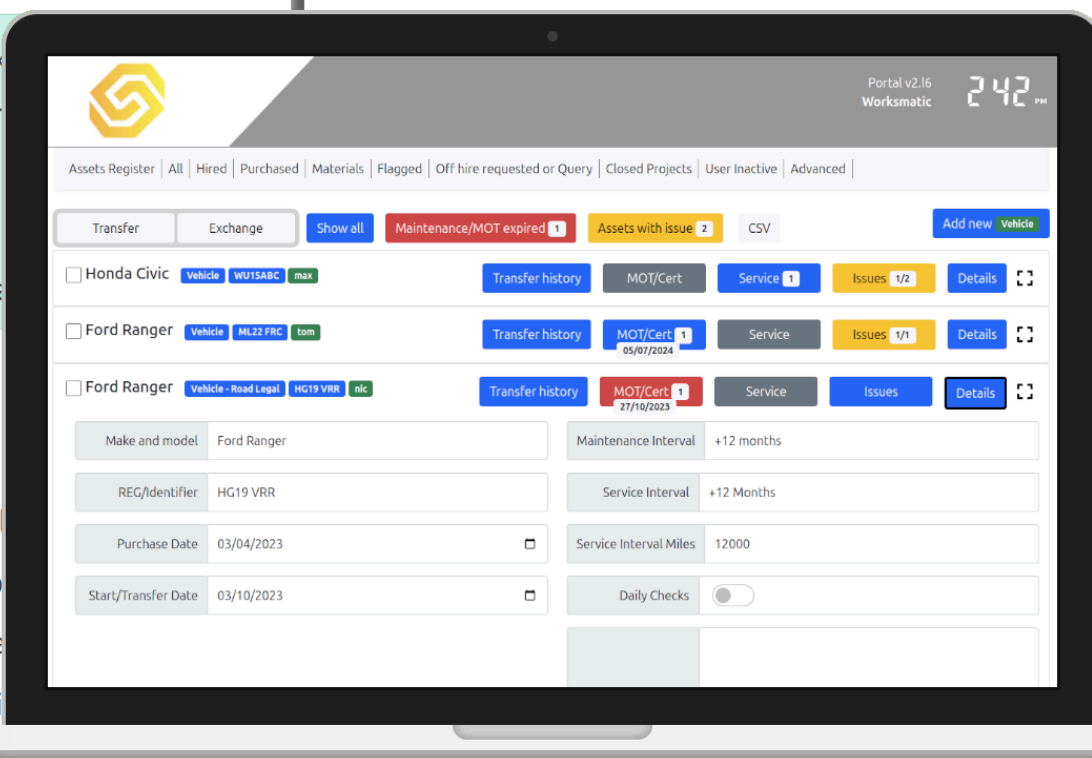 Portal v2.l6
Worksmatic
2:42 PM
Assets Register | All | Hired | Purchased | Materials | Flagged | Off hire requested or Query | Closed Projects | User Inactive | Advanced |
Transfer Exchange Show all Maintenance/MOT expired 1 Assets with issue 2 CSV Add new Vehicle
Honda Civic Vehicle WU15ABC max Transfer history MOT/Cert Service 1 Issues 1/2 Details
Ford Ranger Vehicle ML22 FRC tom Transfer history MOT/Cert 1 Service Issues 1/1 Details
05/07/2024
Ford Ranger Vehicle - Road Legal HG19 VRR nic Transfer history MOT/Cert 1 Service Issues Details
27/10/2023
Make and model Ford Ranger Maintenance Interval +12 months
REG/Identifier HG19 VRR Service Interval +12 Months
Purchase Date 03/04/2023 Service Interval Miles 12000
Start/Transfer Date 03/10/2023 Daily Checks